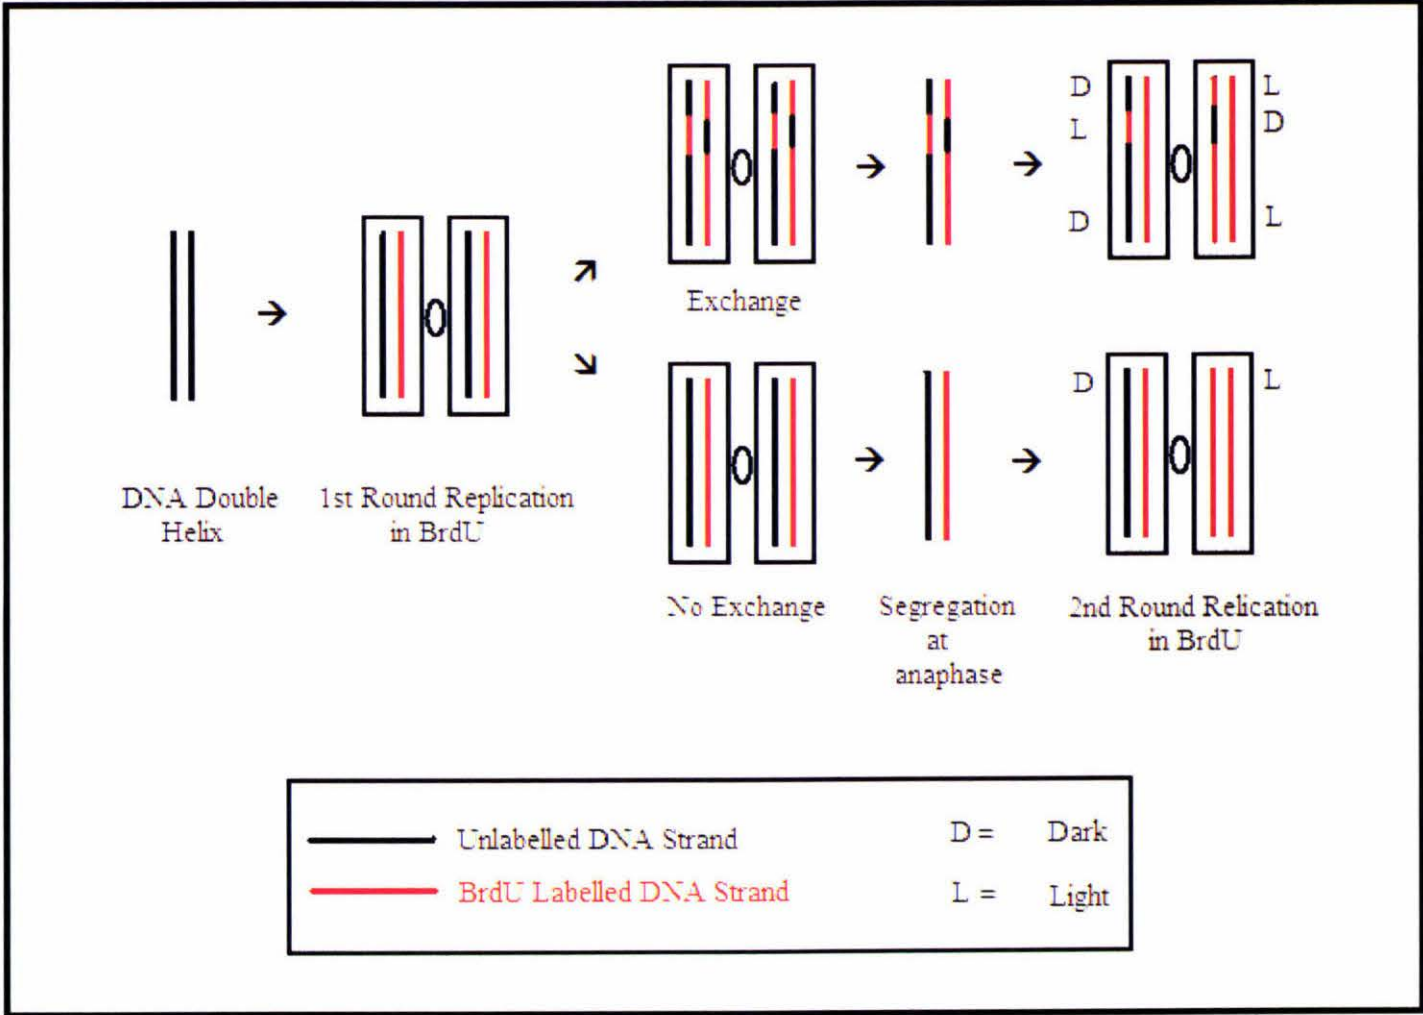 D
L
L
D
D
L
Exchange
D
L
DNA Double
Helix
1st Round Replication
in BrdU
No Exchange
Segregation
at
anaphase
2nd Round Relication
in BrdU
Unlabelled DNA Strand
D = Dark
BrdU Labelled DNA Strand
L = Light